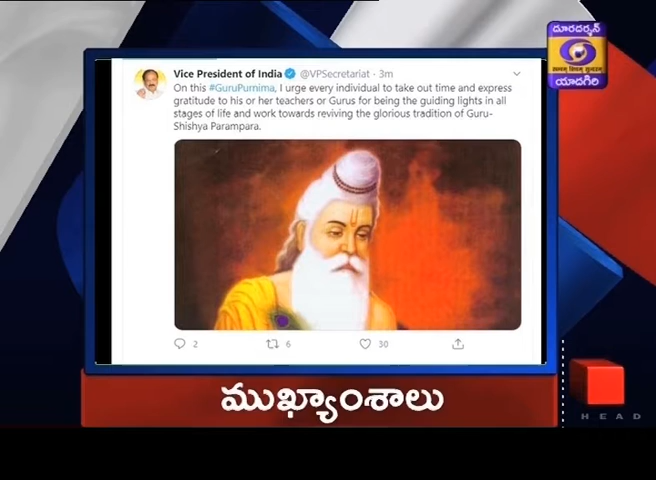 దూరదర్శన్
యాదగిరి
Vice President of India @VPSecretariat · 3m
On this #GuruPurnima, I urge every individual to take out time and express
gratitude to his or her teachers or Gurus for being the guiding lights in all
stages of life and work towards reviving the glorious tradition of Guru-
Shishya Parampara.
2 6 30
ముఖ్యాంశాలు
HEAD